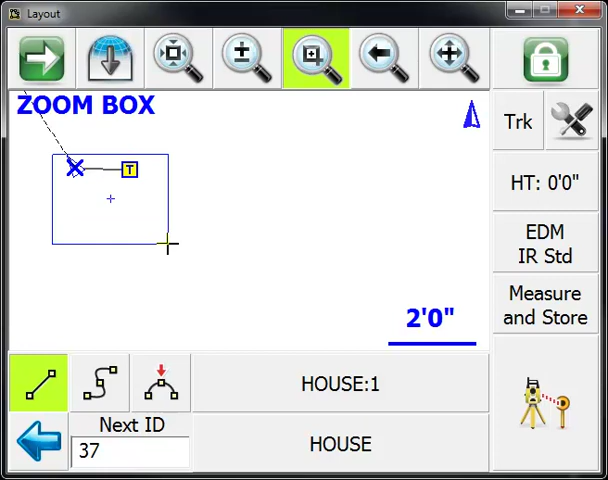 Layout
ZOOM BOX
T
2'0"
Trk
HT: 0'0"
EDM
IR Std
Measure
and Store
HOUSE:1
Next ID
37
HOUSE